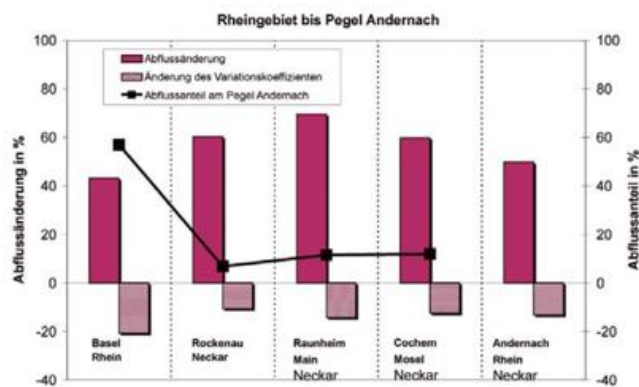 Rheingebiet bis Pegel Andernach
100
80
60
40
20
0
-20
-40
100
80
60
40
20
0
-20
-40
Abflussänderung in %
Abflussanteil in %
Abflussänderung
Änderung des Variationskoeffizienten
Abflussanteil am Pegel Andernach
Basel
Rhein
Rockenau
Neckar
Raunheim
Main
Neckar
Cochem
Mosel
Neckar
Andernach
Rhein
Neckar